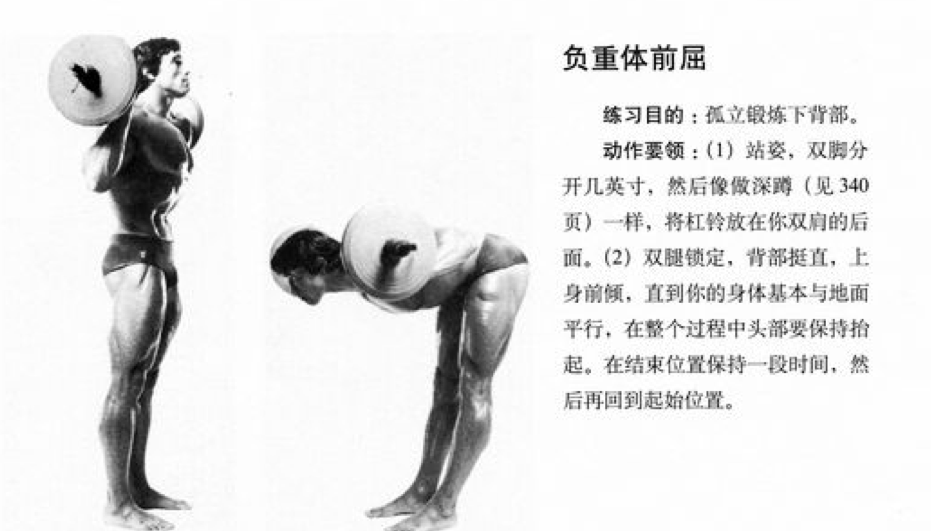 负重体前屈
练习目的：孤立锻炼下背部。
动作要领：(1) 站姿，双脚分
开几英寸，然后像做深蹲（见 340
页）一样，将杠铃放在你双肩的后
面。(2) 双腿锁定，背部挺直，上
身前倾，直到你的身体基本与地面
平行，在整个过程中头部要保持抬
起。在结束位置保持一段时间，然
后再回到起始位置。